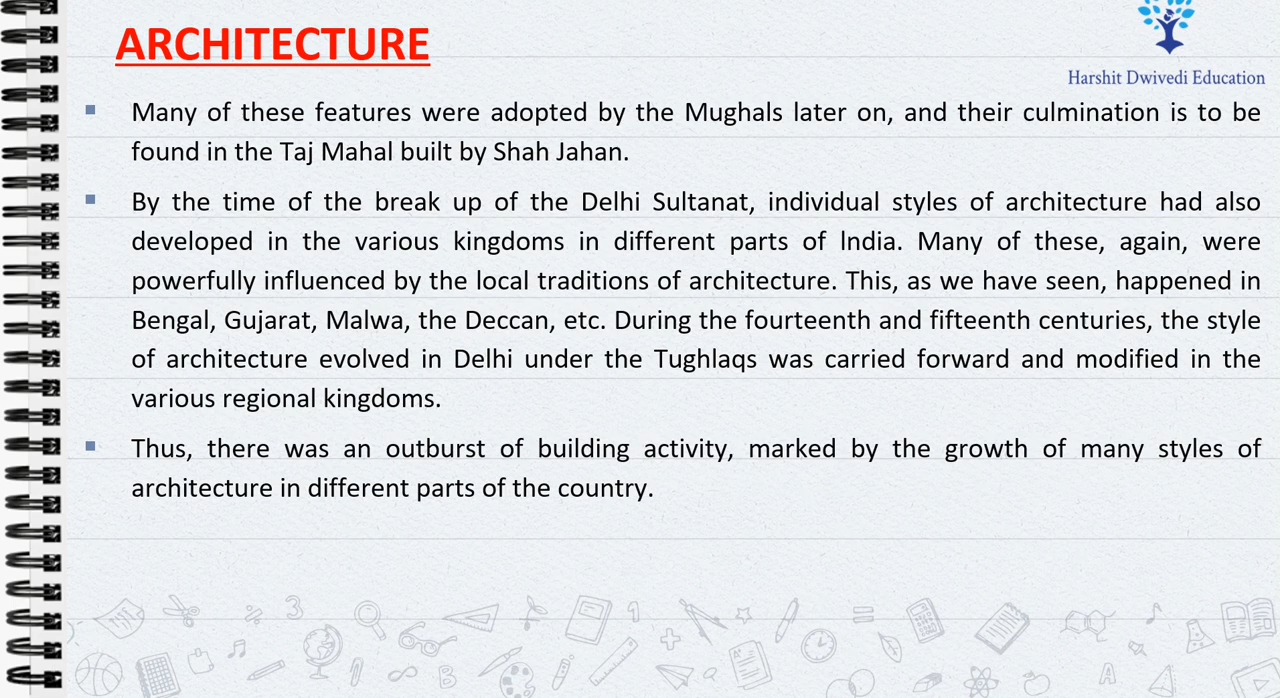 ARCHITECTURE
Harshit Dwivedi Education
Many of these features were adopted by the Mughals later on, and their culmination is to be
found in the Taj Mahal built by Shah Jahan.
By the time of the break up of the Delhi Sultanat, individual styles of architecture had also
developed in the various kingdoms in different parts of India. Many of these, again, were
powerfully influenced by the local traditions of architecture. This, as we have seen, happened in
Bengal, Gujarat, Malwa, the Deccan, etc. During the fourteenth and fifteenth centuries, the style
of architecture evolved in Delhi under the Tughlaqs was carried forward and modified in the
various regional kingdoms.
Thus, there was an outburst of building activity, marked by the growth of many styles of
architecture in different parts of the country.